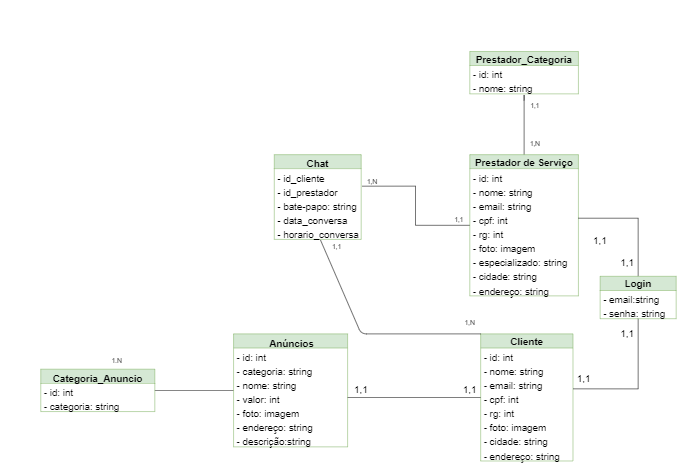 Prestador_Categoria
- id: int
- nome: string
1,1
1,N
Prestador de Serviço
- id: int
- nome: string
- email: string
- cpf: int
- rg: int
- foto: imagem
- especializado: string
- cidade: string
- endereço: string
Chat
- id_cliente
- id_prestador
- bate-papo: string
- data_conversa
- horario_conversa
1,N
1,1
1,1
1,1
1,1
Login
- email:string
- senha: string
1,1
1,1
1,N
Cliente
- id: int
- nome: string
- email: string
- cpf: int
- rg: int
- foto: imagem
- cidade: string
- endereço: string
Anúncios
- id: int
- categoria: string
- nome: string
- valor: int
- foto: imagem
- endereço: string
- descrição:string
1,1
1,1
1.N
Categoria_Anuncio
- id: int
- categoria: string